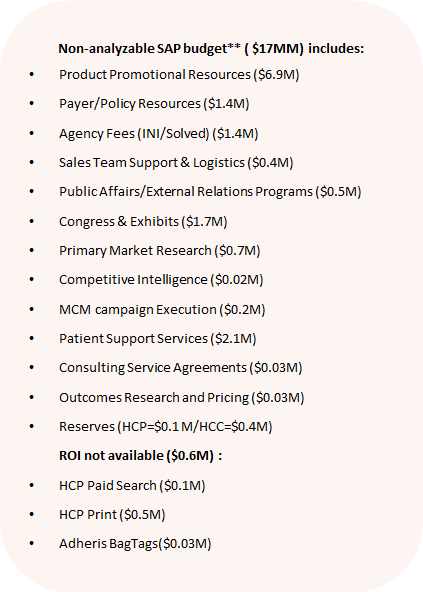 Non-analyzable SAP budget** ( $17MM) includes:
• Product Promotional Resources ($6.9M)
• Payer/Policy Resources ($1.4M)
• Agency Fees (INI/Solved) ($1.4M)
• Sales Team Support & Logistics ($0.4M)
• Public Affairs/External Relations Programs ($0.5M)
• Congress & Exhibits ($1.7M)
• Primary Market Research ($0.7M)
• Competitive Intelligence ($0.02M)
• MCM campaign Execution ($0.2M)
• Patient Support Services ($2.1M)
• Consulting Service Agreements ($0.03M)
• Outcomes Research and Pricing ($0.03M)
• Reserves (HCP=$0.1 M/HCC=$0.4M)
ROI not available ($0.6M) :
• HCP Paid Search ($0.1M)
• HCP Print ($0.5M)
• Adheris BagTags($0.03M)